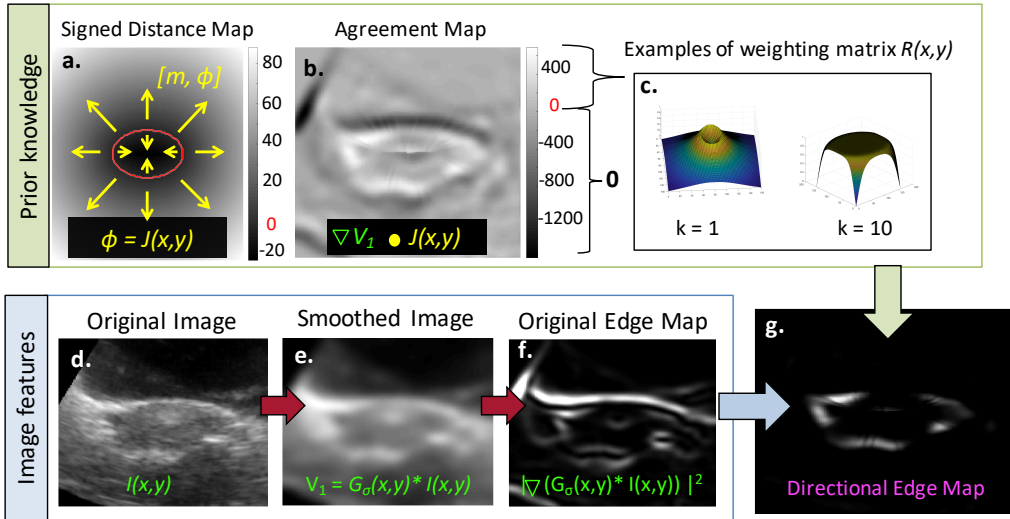 Prior knowledge
Signed Distance Map
a.
[m, ϕ]
ϕ = J(x,y)
80
60
40
20
0
-20
Agreement Map
b.
▽ V₁ ● J(x,y)
400
0
-400
-800
-1200
0
Examples of weighting matrix R(x,y)
c.
k = 1
k = 10
Image features
Original Image
d.
I(x,y)
Smoothed Image
e.
V₁ = Gσ(x,y)* I(x,y)
Original Edge Map
f.
|▽ (Gσ(x,y)* I(x,y)) |²
g.
Directional Edge Map